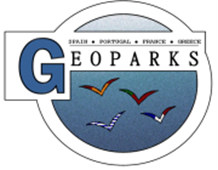 SPAIN • PORTUGAL • FRANCE • GREECE
GEOPARKS